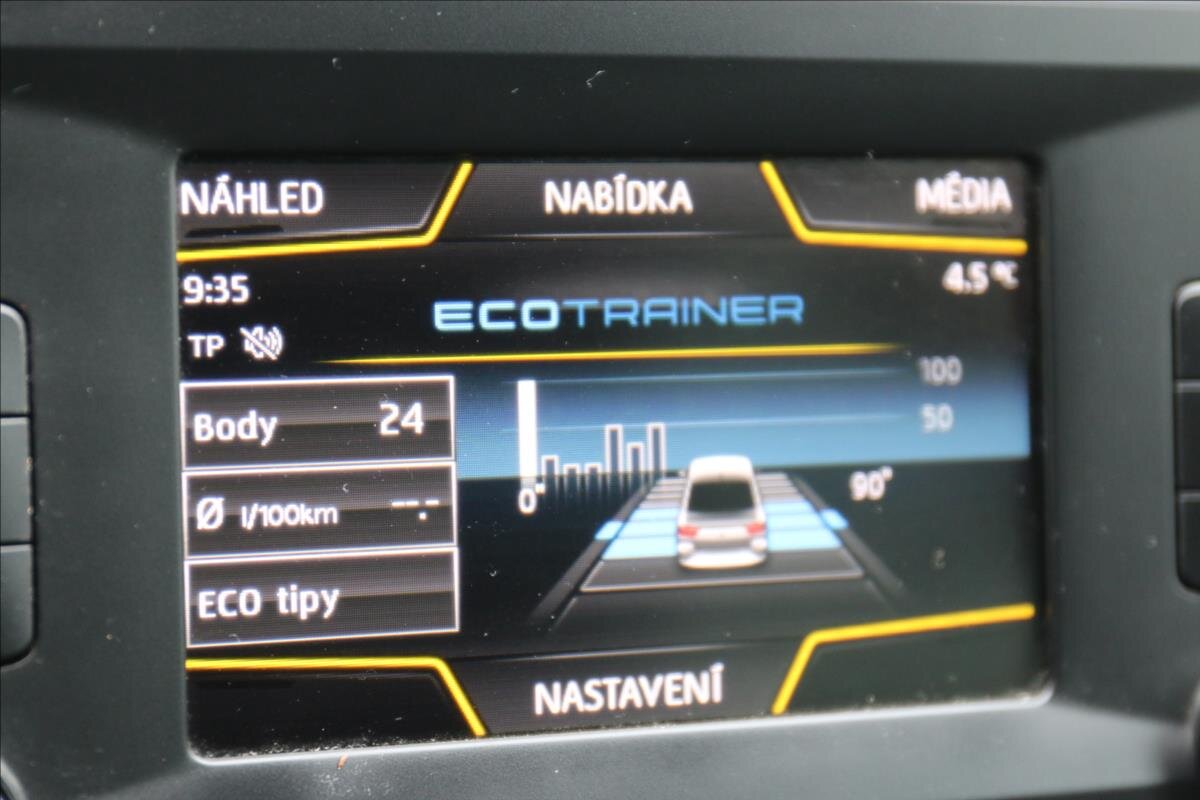 NÁHLED NABÍDKA MÉDIA
9:35 4.5 °C
ECOTRAINER
TP
100
Body 24
50
0" 90"
Ø l/100km --.-
ECO tipy
NASTAVENÍ